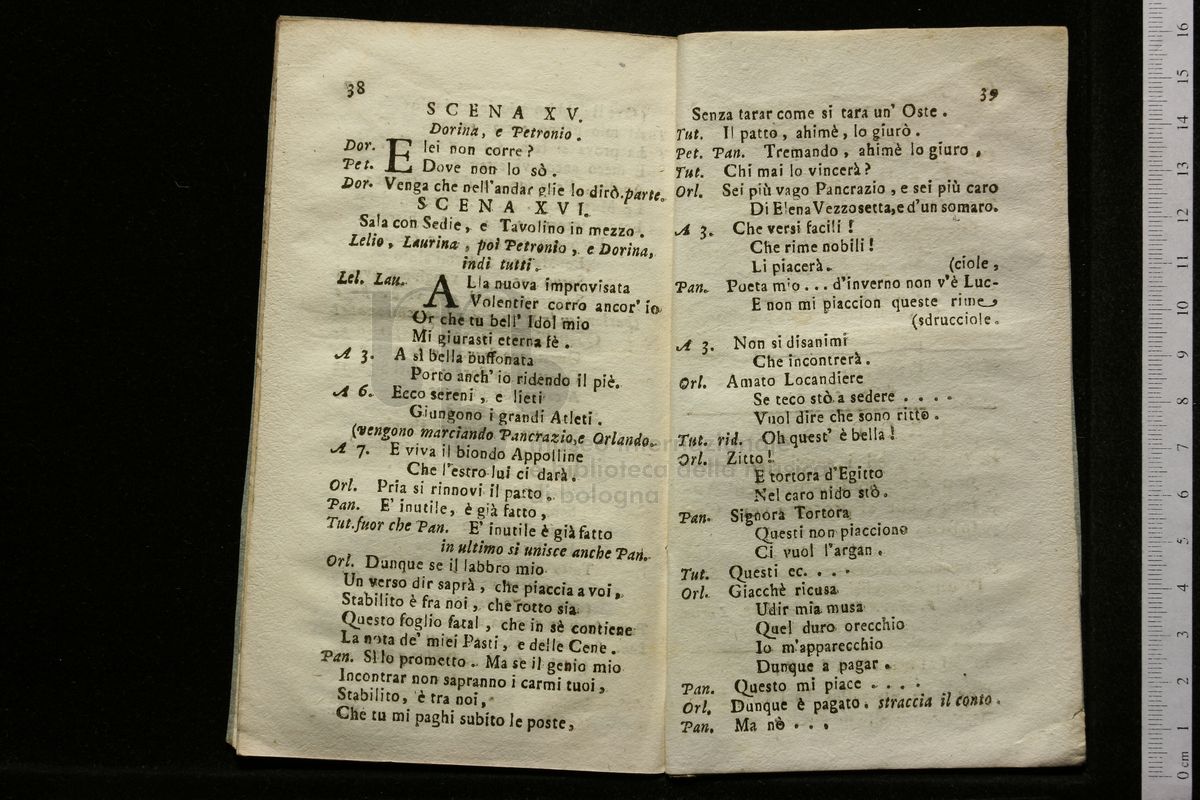 38
SCENA XV.
Dorina, e Petronio.
Dor. E lei non corre?
Pet. Dove non lo sò.
Dor. Venga che nell'andar glie lo dirò. parte.
SCENA XVI.
Sala con Sedie, e Tavolino in mezzo.
Lelio, Laurina, poi Petronio, e Dorina,
indi tutti.
Lel. Lau. ALla nuova improvisata
Volentier corro ancor' io
Or che tu bell' Idol mio
Mi giurasti eterna fè.
A 3. A sì bella buffonata
Porto anch' io ridendo il piè.
A 6. Ecco sereni, e lieti
Giungono i grandi Atleti.
(vengono marciando Pancrazio, e Orlando.
A 7. E viva il biondo Appolline
Che l'estro lui ci darà.
Orl. Pria si rinnovi il patto.
Pan. E' inutile, è già fatto,
Tut. fuor che Pan. E' inutile è già fatto
in ultimo si unisce anche Pan.
Orl. Dunque se il labbro mio
Un verso dir saprà, che piaccia a voi,
Stabilito è fra noi, che rotto sia
Questo foglio fatal, che in sè contiene
La nota de' miei Pasti, e delle Cene.
Pan. Sì lo prometto. Ma se il genio mio
Incontrar non sapranno i carmi tuoi,
Stabilito, è tra noi,
Che tu mi paghi subito le poste,
39
Senza tarar come si tara un' Oste.
Tut. Il patto, ahimè, lo giurò.
Pet. Pan. Tremando, ahimè lo giuro,
Tut. Chi mai lo vincerà?
Orl. Sei più vago Pancrazio, e sei più caro
Di Elena Vezzosetta, e d'un somaro.
A 3. Che versi facili!
Che rime nobili!
Li piacerà. (ciole,
Pan. Poeta mio... d'inverno non v'è Luc-
E non mi piaccion queste rime
(sdrucciole.
A 3. Non si disanimi
Che incontrerà.
Orl. Amato Locandiere
Se teco stò a sedere....
Vuol dire che sono ritto.
Tut. rid. Oh quest' è bella!
Orl. Zitto!
E tortora d'Egitto
Nel caro nido stò.
Pan. Signora Tortora
Questi non piacciono
Ci vuol l'argan.
Tut. Questi ec....
Orl. Giacchè ricusa
Udir mia musa
Quel duro orecchio
Io m'apparecchio
Dunque a pagar.
Pan. Questo mi piace....
Orl. Dunque è pagato. straccia il conto.
Pan. Ma nò...